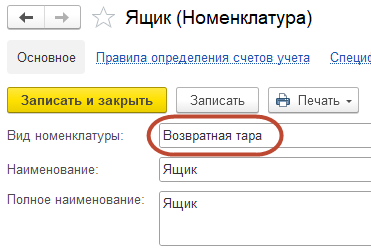 Ящик (Номенклатура)
Основное Правила определения счетов учета Специс
Записать и закрыть Записать Печать
Вид номенклатуры: Возвратная тара
Наименование: Ящик
Полное наименование: Ящик